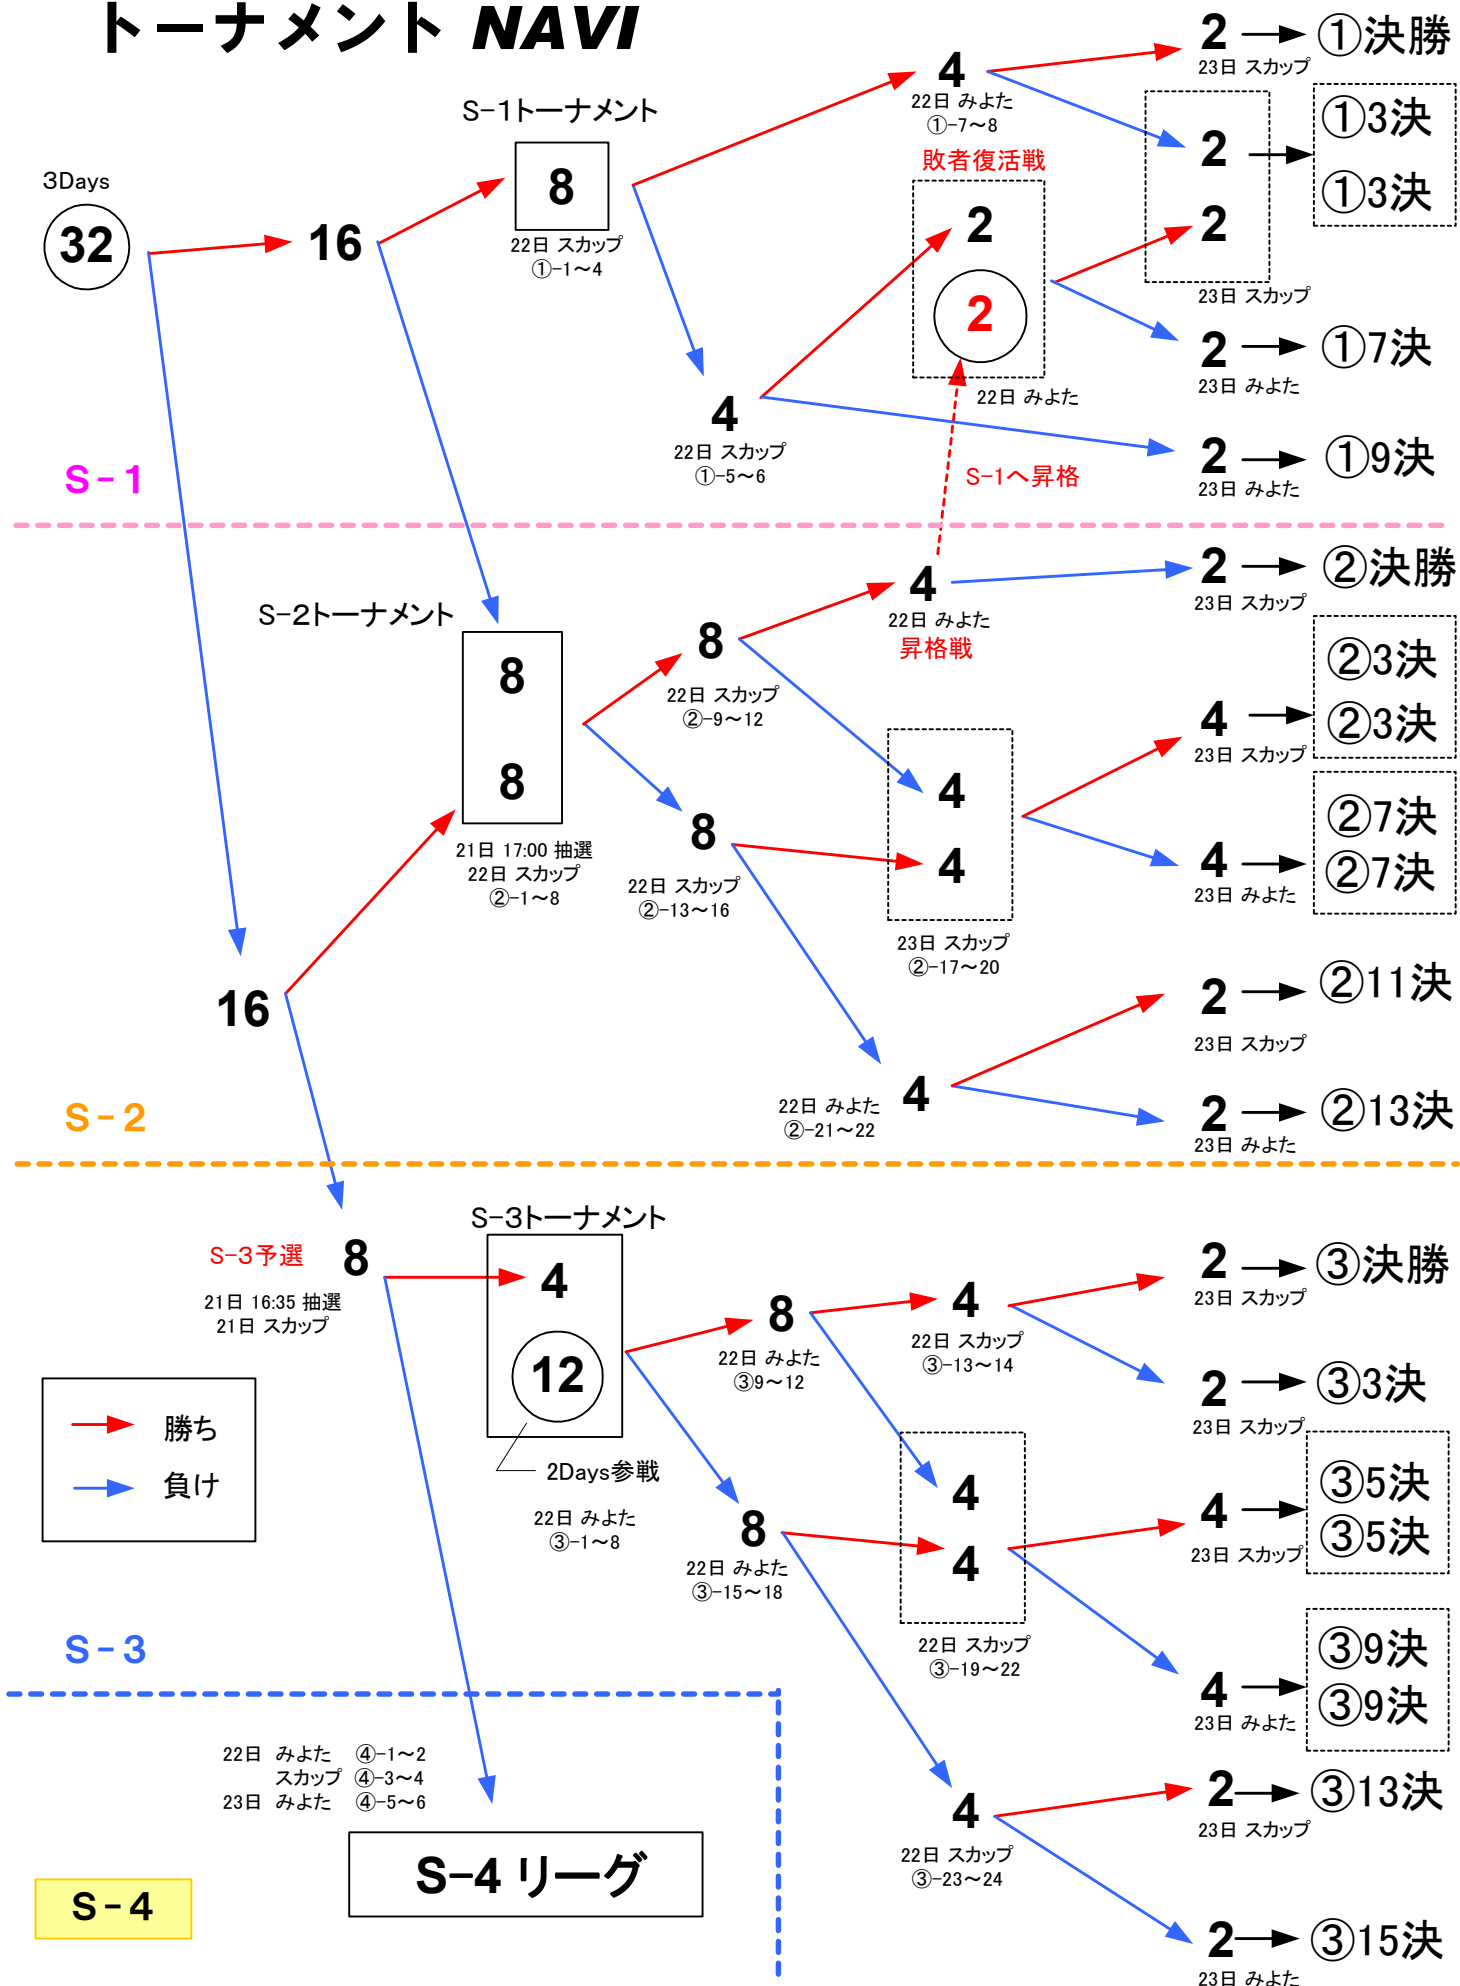 トーナメント NAVI
3Days
32
16
S-1トーナメント
8
22日 スカップ
①-1～4
4
22日 みよた
①-7～8
敗者復活戦
2
2
22日 みよた
4
22日 スカップ
①-5～6
S-1へ昇格
2
①決勝
23日 スカップ
2
2
①3決
①3決
23日 スカップ
2
①7決
23日 みよた
2
①9決
23日 みよた
S-1
S-2トーナメント
8
8
21日 17:00 抽選
22日 スカップ
②-1～8
8
22日 スカップ
②-9～12
8
22日 スカップ
②-13～16
4
22日 みよた
昇格戦
4
4
23日 スカップ
②-17～20
4
22日 みよた
②-21～22
16
2
②決勝
23日 スカップ
4
23日 スカップ
②3決
②3決
4
23日 みよた
②7決
②7決
2
②11決
23日 スカップ
2
②13決
23日 みよた
S-2
S-3予選
8
21日 16:35 抽選
21日 スカップ
S-3トーナメント
4
12
2Days参戦
22日 みよた
③-1～8
8
22日 みよた
③9～12
8
22日 みよた
③-15～18
4
22日 スカップ
③-13～14
4
4
22日 スカップ
③-19～22
4
22日 スカップ
③-23～24
2
③決勝
23日 スカップ
2
③3決
23日 スカップ
4
23日 スカップ
③5決
③5決
4
23日 みよた
③9決
③9決
2
③13決
23日 スカップ
2
③15決
23日 みよた
勝ち
負け
S-3
22日 みよた ④-1～2
スカップ ④-3～4
23日 みよた ④-5～6
S-4 リーグ
S-4